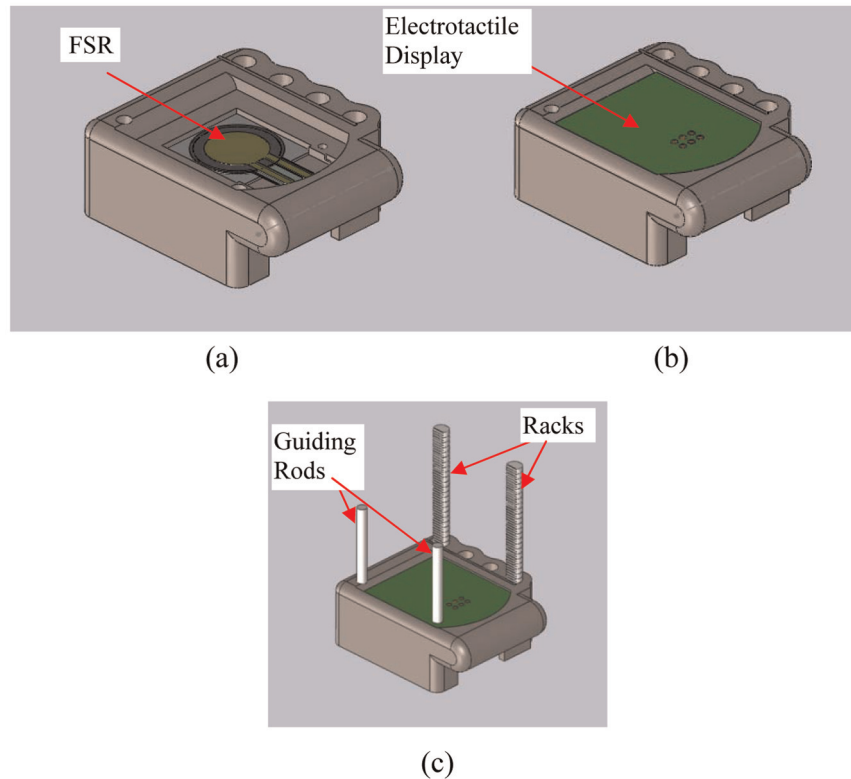 FSR
Electrotactile
Display
(a)
(b)
Guiding
Rods
Racks
(c)